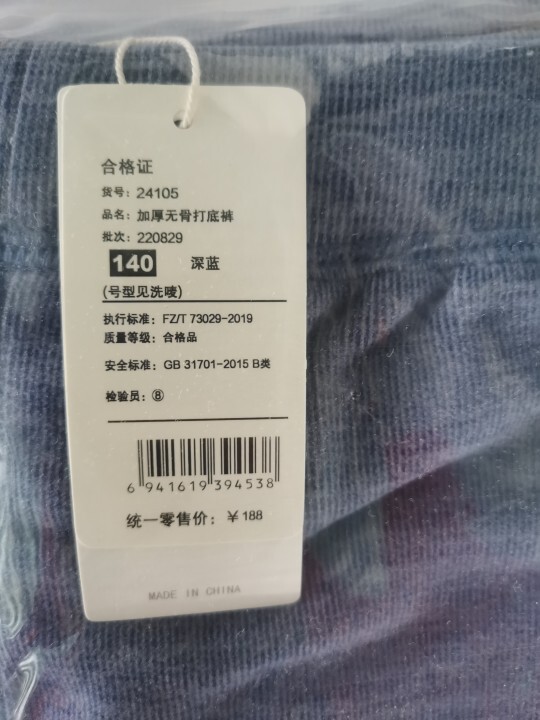 合格证
货号: 24105
品名: 加厚无骨打底裤
批次: 220829
140 深蓝
(号型见洗唛)
执行标准: FZ/T 73029-2019
质量等级: 合格品
安全标准: GB 31701-2015 B类
检验员: ⑧
6 941619 394538
统一零售价: ¥ 188
MADE IN CHINA